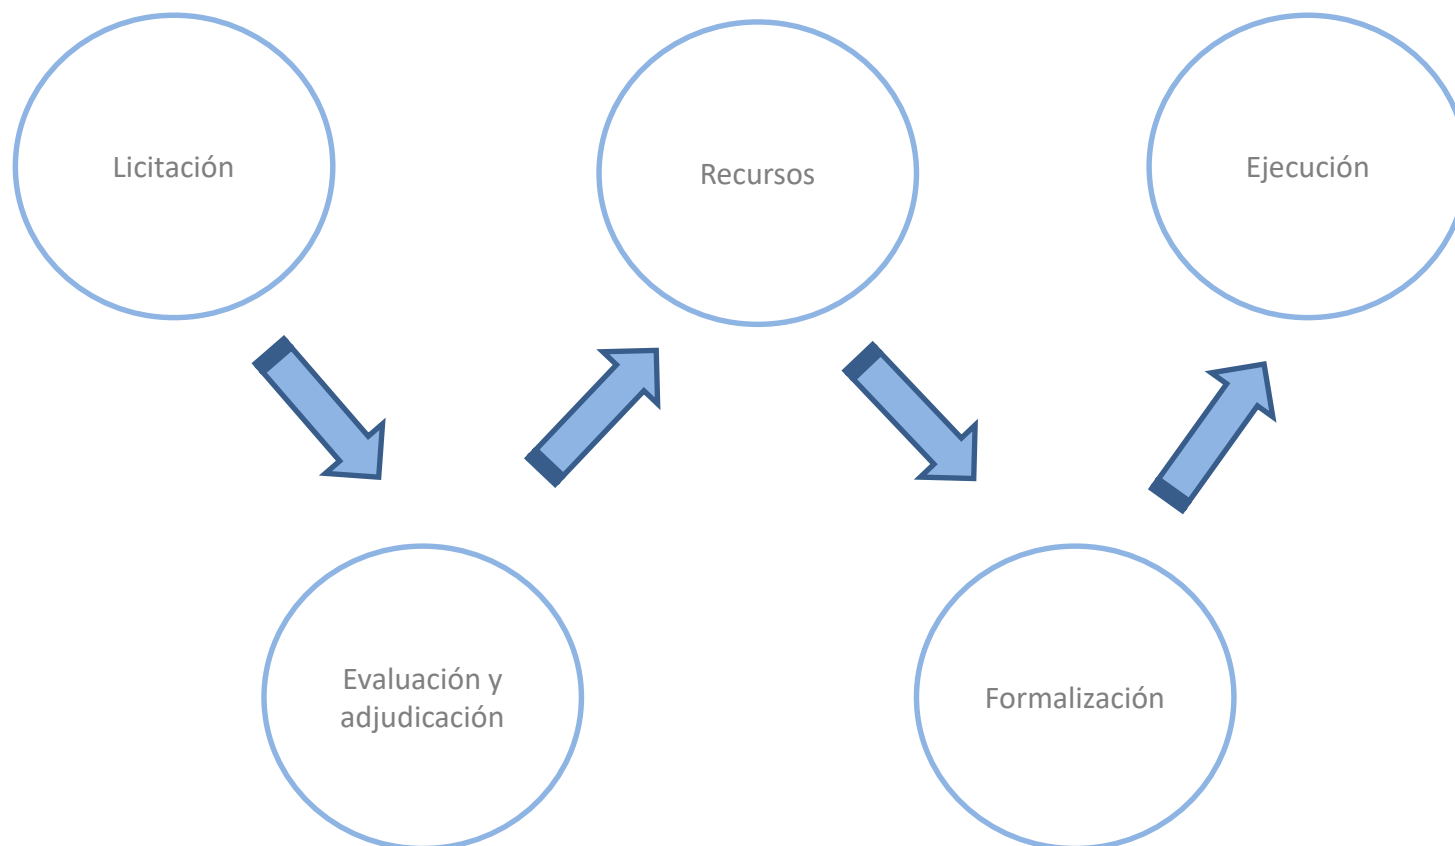 Licitación
Evaluación y
adjudicación
Recursos
Formalización
Ejecución